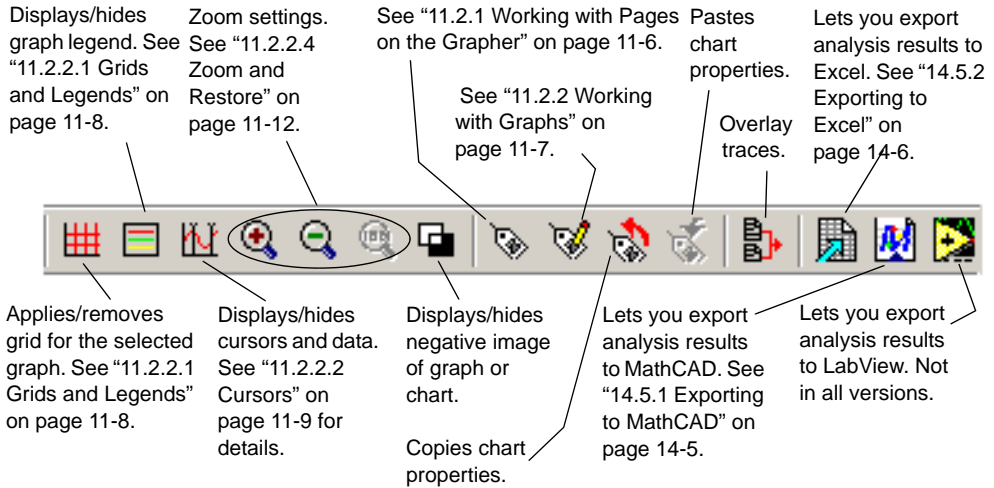 Displays/hides
graph legend. See
“11.2.2.1 Grids
and Legends” on
page 11-8.
Zoom settings.
See “11.2.2.4
Zoom and
Restore” on
page 11-12.
See “11.2.1 Working with Pages
on the Grapher” on page 11-6.
See “11.2.2 Working
with Graphs” on
page 11-7.
Pastes
chart
properties.
Overlay
traces.
Lets you export
analysis results to
Excel. See “14.5.2
Exporting to
Excel” on
page 14-6.
Applies/removes
grid for the selected
graph. See “11.2.2.1
Grids and Legends”
on page 11-8.
Displays/hides
cursors and data.
See “11.2.2.2
Cursors” on
page 11-9 for
details.
Displays/hides
negative image
of graph or
chart.
Copies chart
properties.
Lets you export
analysis results
to MathCAD. See
“14.5.1 Exporting
to MathCAD” on
page 14-5.
Lets you export
analysis results
to LabView. Not
in all versions.